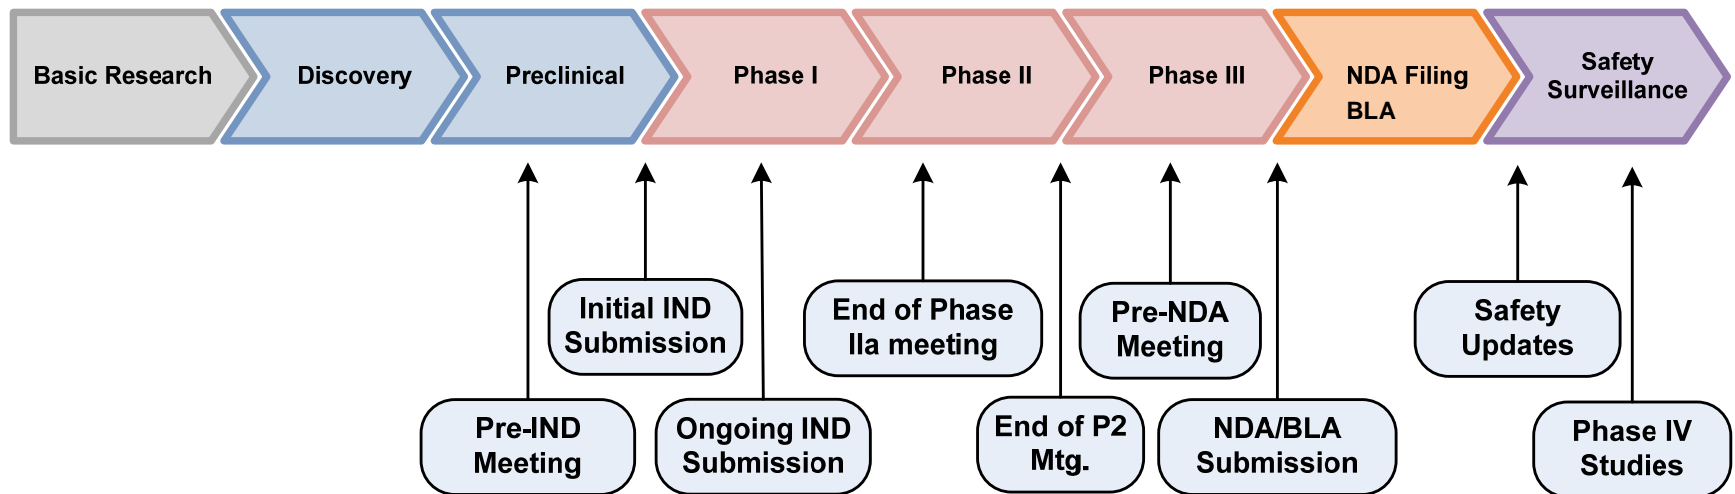 Basic Research
Discovery
Preclinical
Phase I
Phase II
Phase III
NDA Filing
BLA
Safety
Surveillance
Initial IND
Submission
End of Phase
IIa meeting
Pre-NDA
Meeting
Safety
Updates
Pre-IND
Meeting
Ongoing IND
Submission
End of P2
Mtg.
NDA/BLA
Submission
Phase IV
Studies